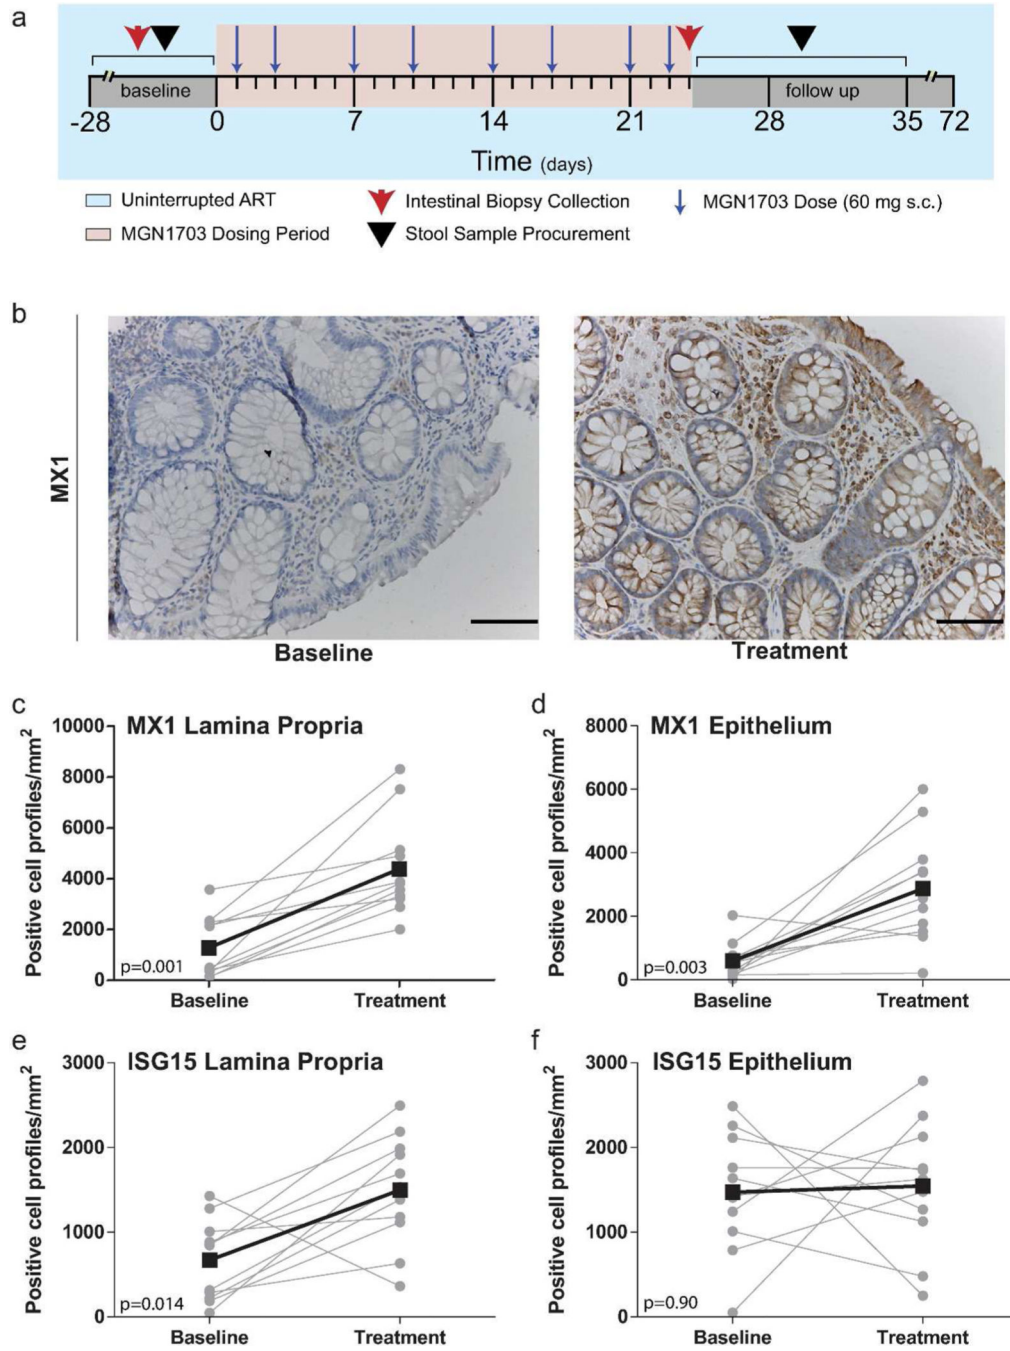 a
baseline
follow up
-28
0
7
14
21
28
35
72
Time (days)
Uninterrupted ART
Intestinal Biopsy Collection
MGN1703 Dose (60 mg s.c.)
MGN1703 Dosing Period
Stool Sample Procurement
b
MX1
Baseline
Treatment
c
MX1 Lamina Propria
Positive cell profiles/mm²
10000
8000
6000
4000
2000
0
p=0.001
Baseline
Treatment
d
MX1 Epithelium
Positive cell profiles/mm²
8000
6000
4000
2000
0
p=0.003
Baseline
Treatment
e
ISG15 Lamina Propria
Positive cell profiles/mm²
3000
2000
1000
0
p=0.014
Baseline
Treatment
f
ISG15 Epithelium
Positive cell profiles/mm²
3000
2000
1000
0
p=0.90
Baseline
Treatment